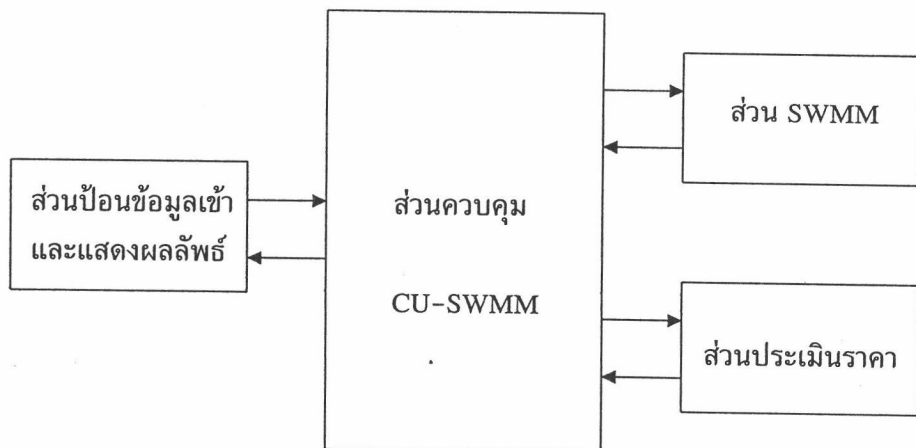 ส่วนป้อนข้อมูลเข้า
และแสดงผลลัพธ์
ส่วนควบคุม
CU-SWMM
ส่วน SWMM
ส่วนประเมินราคา